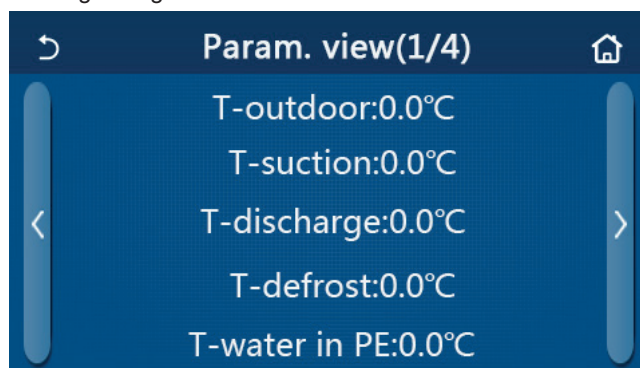 Param. view(1/4)
T-outdoor:0.0℃
T-suction:0.0℃
T-discharge:0.0℃
T-defrost:0.0℃
T-water in PE:0.0℃